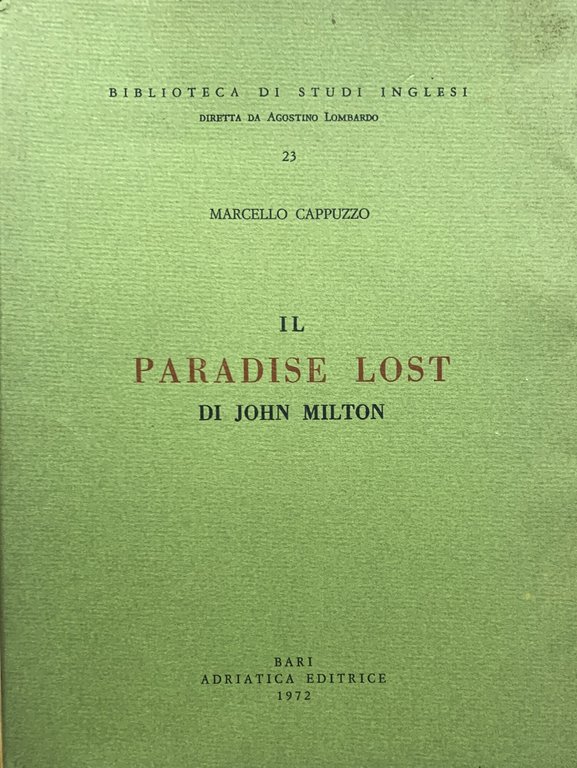 BIBLIOTECA DI STUDI INGLESI
DIRETTA DA AGOSTINO LOMBARDO
23
MARCELLO CAPPUZZO
IL
PARADISE LOST
DI JOHN MILTON
BARI
ADRIATICA EDITRICE
1972